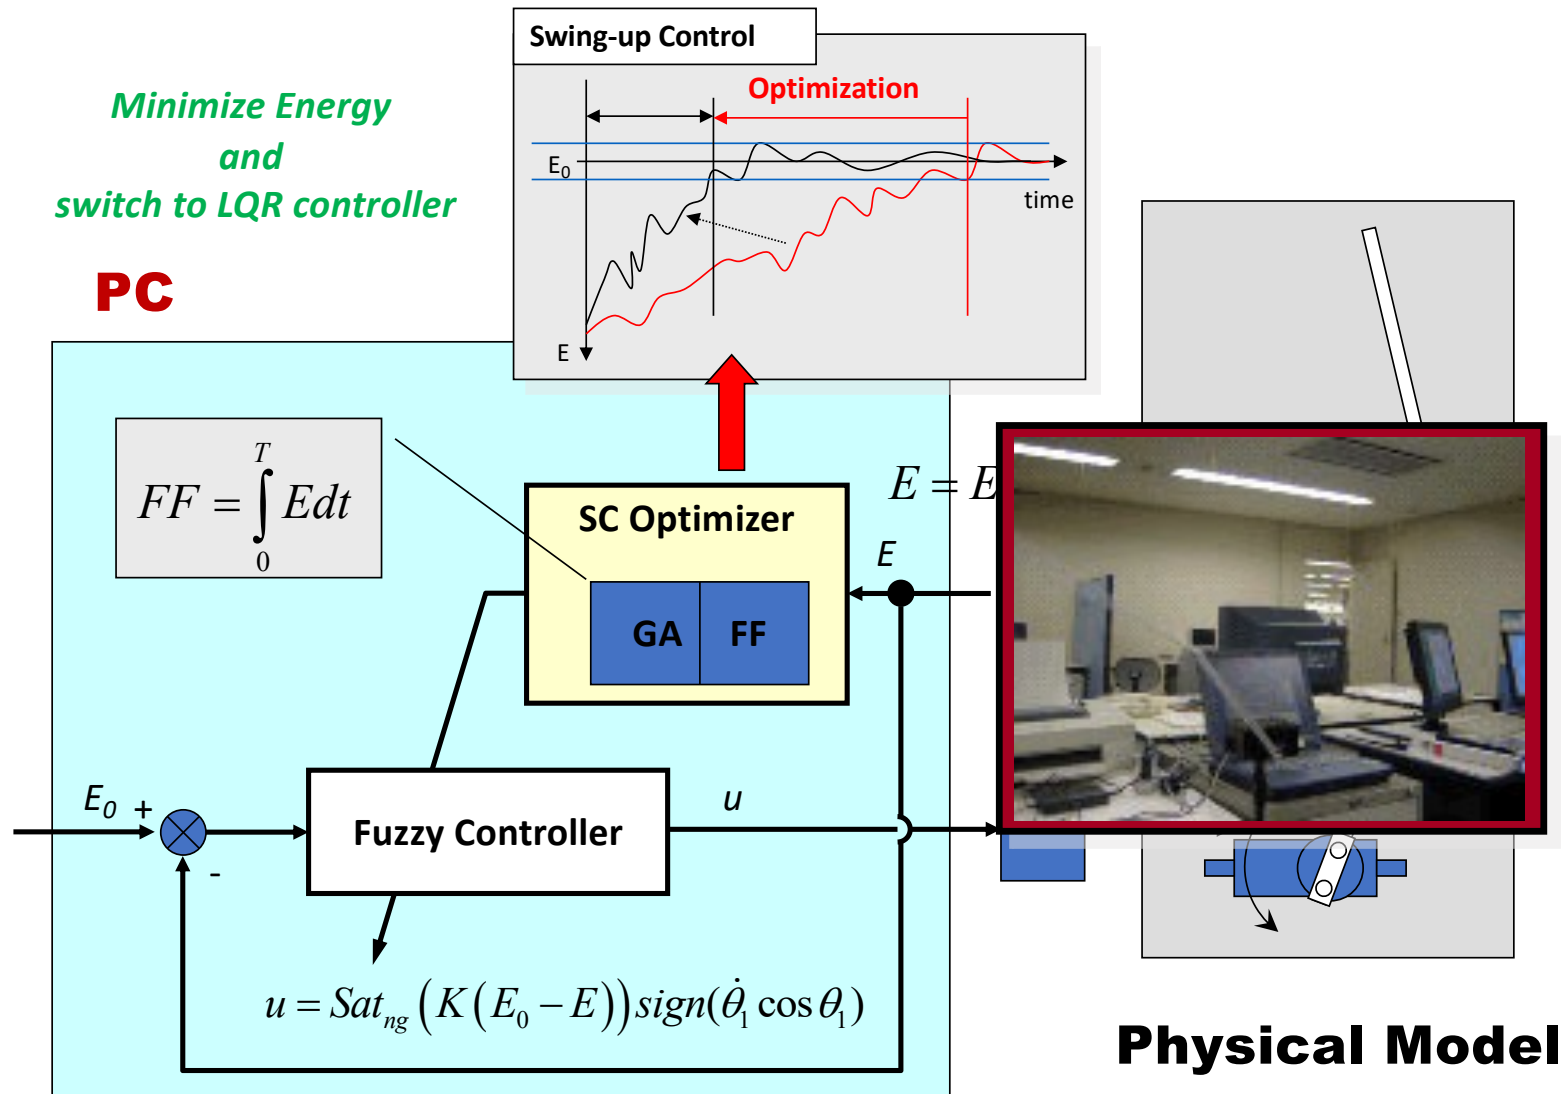 Swing-up Control
Optimization
E₀
time
E
Minimize Energy
and
switch to LQR controller
PC
FF = ∫₀ᵀ Edt
SC Optimizer
GA FF
E = E
E
E₀ +
-
Fuzzy Controller
u
u = Sat_ng (K(E₀ − E)) sign(θ̇₁ cos θ₁)
Physical Model